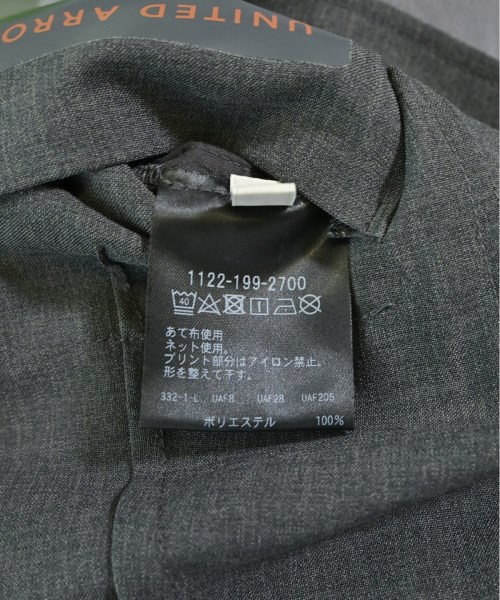 UNITED ARRO
1122-199-2700
40
あて布使用
ネット使用。
プリント部分はアイロン禁止。
形を整えて干す。
332-1-L UAF8 UAF28 UAF205
ポリエステル 100%